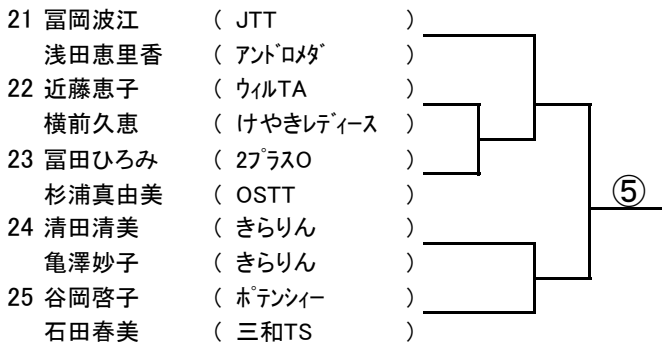 21 冨岡波江 ( JTT )
浅田恵里香 ( ｱﾝﾄﾞﾛﾒﾀﾞ )
22 近藤恵子 ( ｳｨﾙTA )
横前久恵 ( けやきﾚﾃﾞｨｰｽ )
23 冨田ひろみ ( 2ﾌﾟﾗｽO )
杉浦真由美 ( OSTT )
⑤
24 清田清美 ( きらりん )
亀澤妙子 ( きらりん )
25 谷岡啓子 ( ﾎﾟﾃﾝｼｨｰ )
石田春美 ( 三和TS )